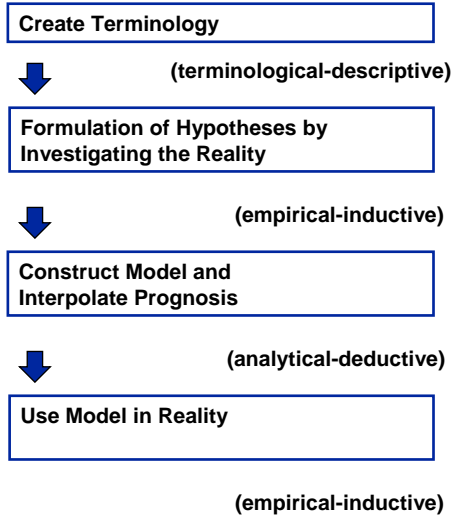 Create Terminology
(terminological-descriptive)
Formulation of Hypotheses by
Investigating the Reality
(empirical-inductive)
Construct Model and
Interpolate Prognosis
(analytical-deductive)
Use Model in Reality
(empirical-inductive)